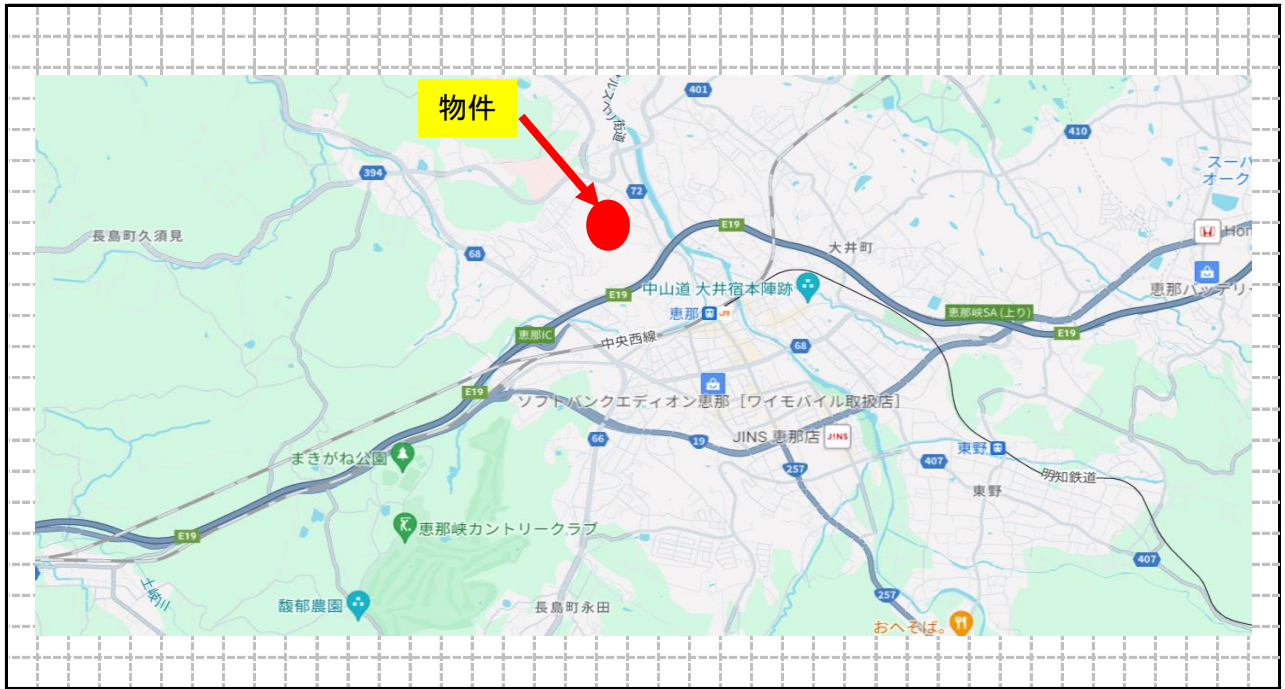 物件
401
410
スーパ
オーク
394
72
長島町久須見
E19
大井町
Hon
68
中山道 大井宿本陣跡
恵那バッテリー
E19
恵那
恵那峡SA (上り)
恵那IC
中央西線
E19
68
E19
ソフトバンクエディオン恵那［ワイモバイル取扱店］
66
19
JINS 恵那店
JINS
まきがね公園
257
407
東野
明知鉄道
東野
恵那峡カントリークラブ
E19
407
土岐川
馥郁農園
長島町永田
257
おへそば。